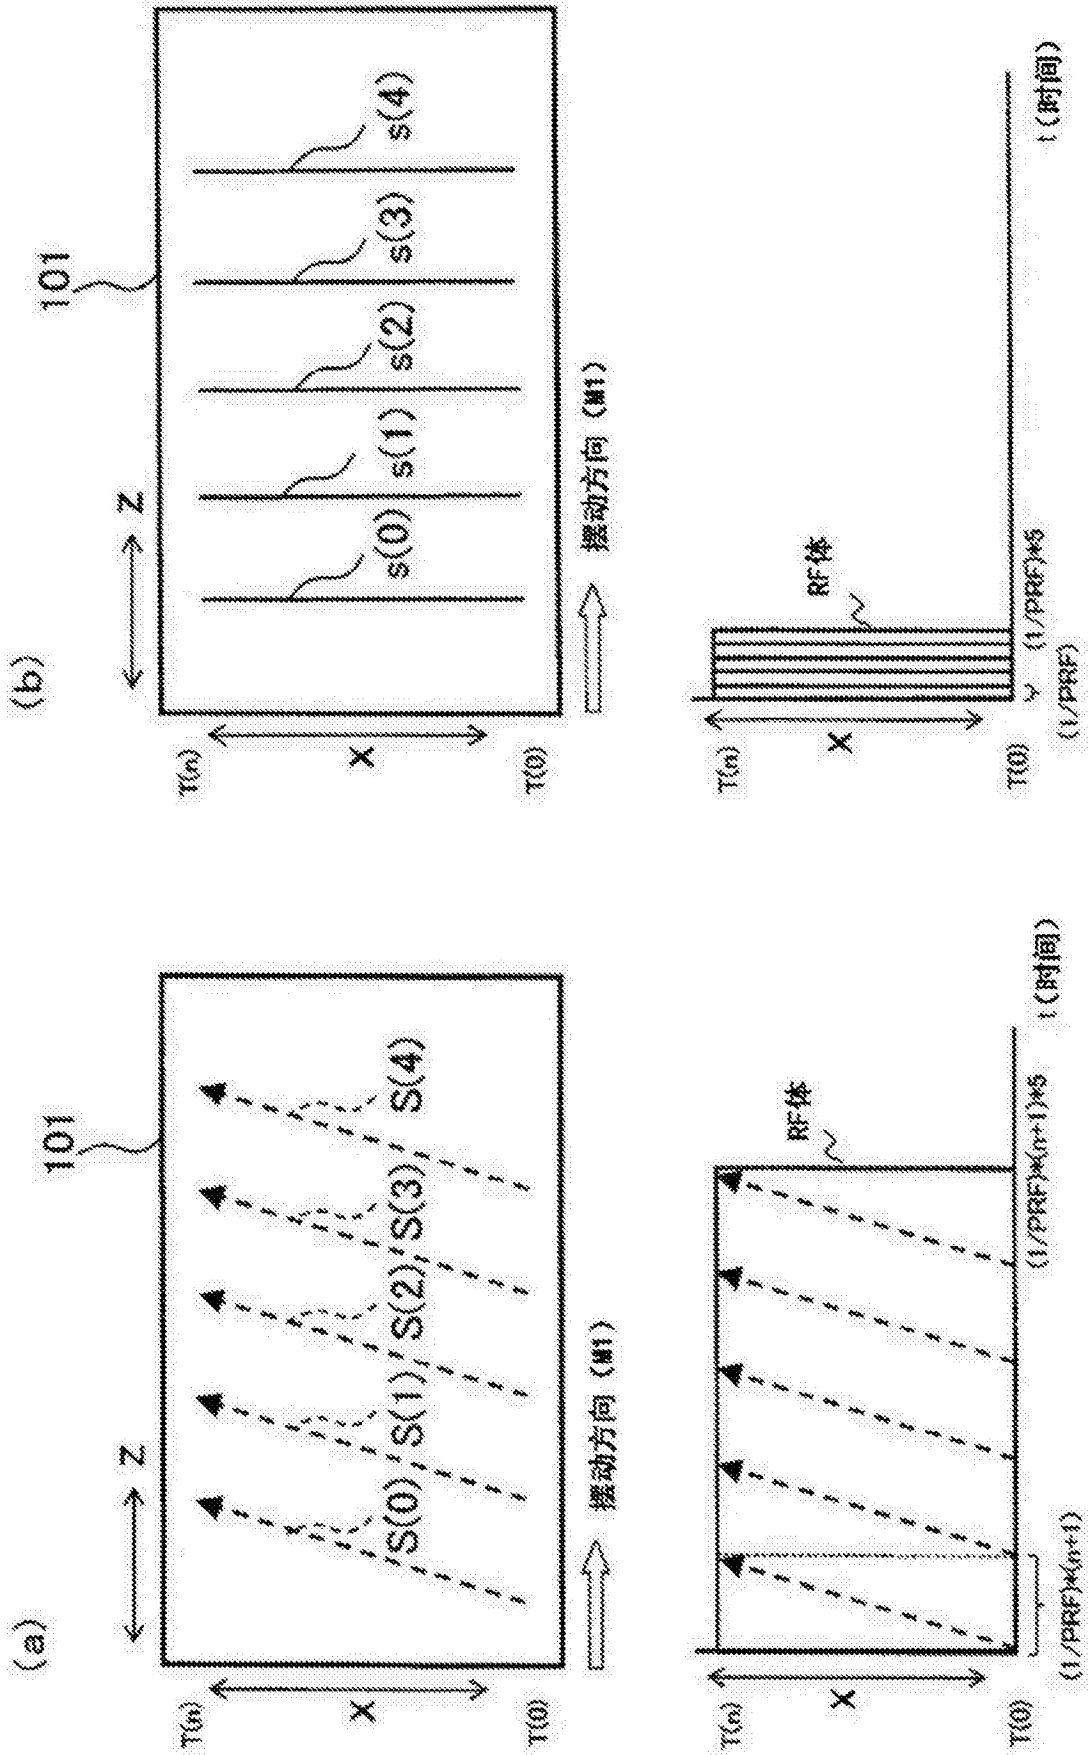 (a)
101
Z
T(n)
X
T(0)
S(0)
S(1)
S(2)
S(3)
S(4)
摆动方向 (M1)
T(n)
X
T(0)
RF体
(1/PRF)*(n+1)
(1/PRF)*(n+1)*5
t(时间)
(b)
101
Z
T(n)
X
T(0)
s(0)
s(1)
s(2)
s(3)
s(4)
摆动方向 (M1)
T(n)
X
T(0)
RF体
(1/PRF)
(1/PRF)*5
t(时间)